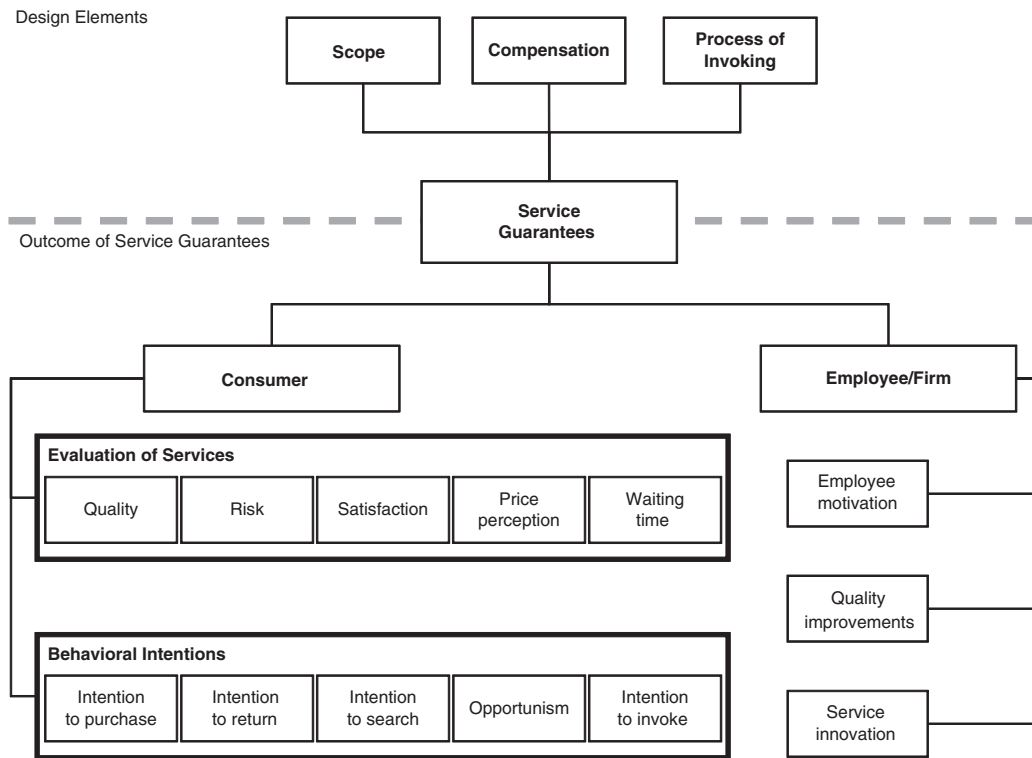 Design Elements
Scope
Compensation
Process of
Invoking
Service
Guarantees
Outcome of Service Guarantees
Consumer
Employee/Firm
Evaluation of Services
Quality
Risk
Satisfaction
Price
perception
Waiting
time
Employee
motivation
Quality
improvements
Behavioral Intentions
Intention
to purchase
Intention
to return
Intention
to search
Opportunism
Intention
to invoke
Service
innovation